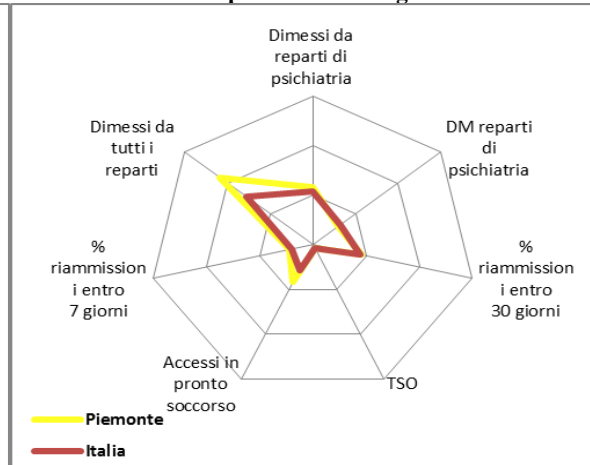 Dimessi da
reparti di
psichiatria
DM reparti
di
psichiatria
%
riammission
i entro
30 giorni
TSO
Accessi in
pronto
soccorso
%
riammission
i entro
7 giorni
Dimessi da
tutti i
reparti
Piemonte
Italia